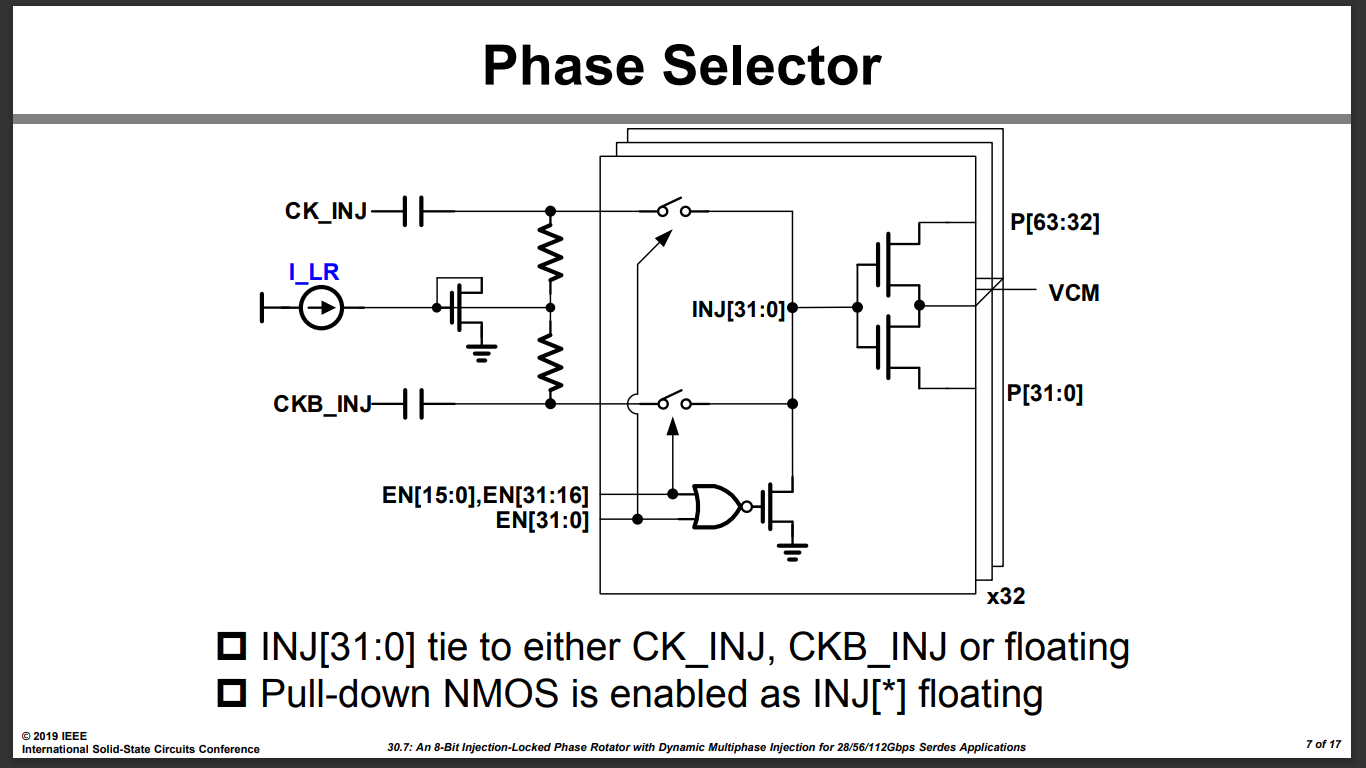 Phase Selector
CK_INJ
P[63:32]
I_LR
VCM
INJ[31:0]
P[31:0]
CKB_INJ
EN[15:0],EN[31:16]
EN[31:0]
x32
INJ[31:0] tie to either CK_INJ, CKB_INJ or floating
Pull-down NMOS is enabled as INJ[*] floating
© 2019 IEEE
International Solid-State Circuits Conference
30.7: An 8-Bit Injection-Locked Phase Rotator with Dynamic Multiphase Injection for 28/56/112Gbps Serdes Applications
7 of 17